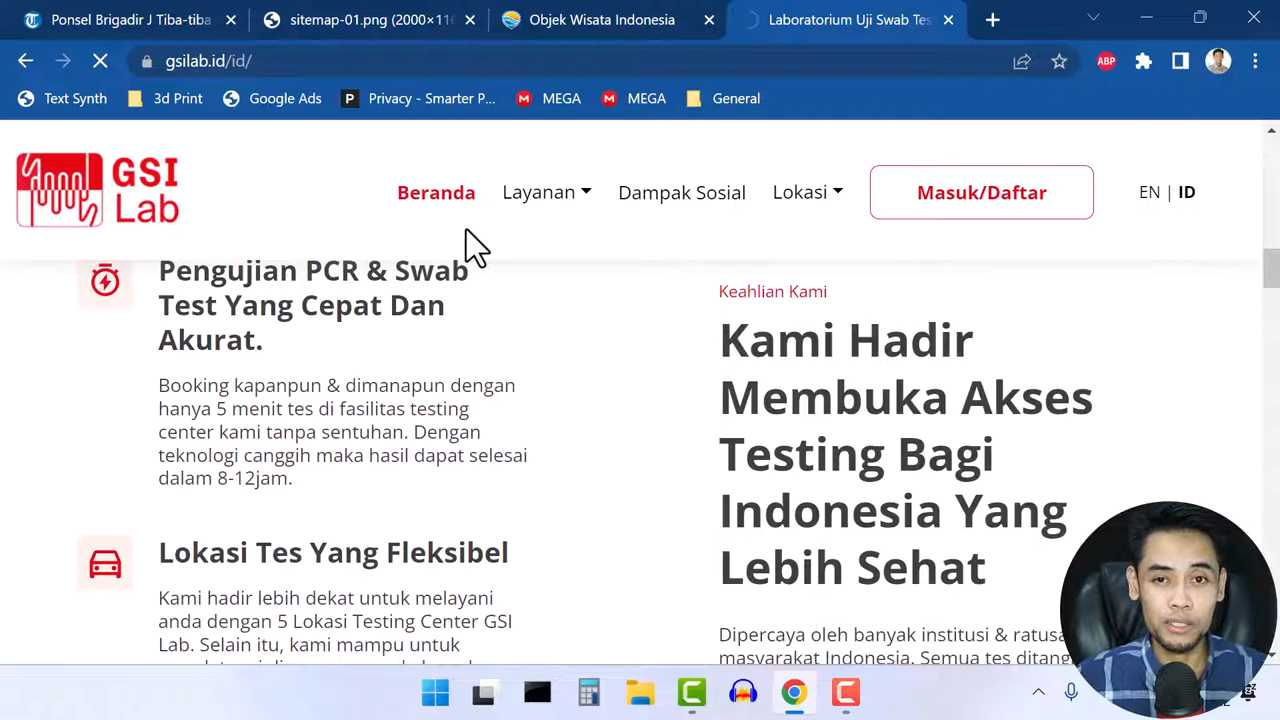 Ponsel Brigadir J Tiba-tiba
sitemap-01.png (2000×116
Objek Wisata Indonesia
Laboratorium Uji Swab Tes
gsilab.id/id/
ABP
Text Synth
3d Print
Google Ads
P
Privacy - Smarter P...
M
MEGA
M
MEGA
General
GSI
Lab
Beranda
Layanan
Dampak Sosial
Lokasi
Masuk/Daftar
EN | ID
Pengujian PCR & Swab
Test Yang Cepat Dan
Akurat.
Booking kapanpun & dimanapun dengan
hanya 5 menit tes di fasilitas testing
center kami tanpa sentuhan. Dengan
teknologi canggih maka hasil dapat selesai
dalam 8-12jam.
Lokasi Tes Yang Fleksibel
Kami hadir lebih dekat untuk melayani
anda dengan 5 Lokasi Testing Center GSI
Lab. Selain itu, kami mampu untuk
Keahlian Kami
Kami Hadir
Membuka Akses
Testing Bagi
Indonesia Yang
Lebih Sehat
Dipercaya oleh banyak institusi & ratusa
masyarakat Indonesia. Semua tes ditang